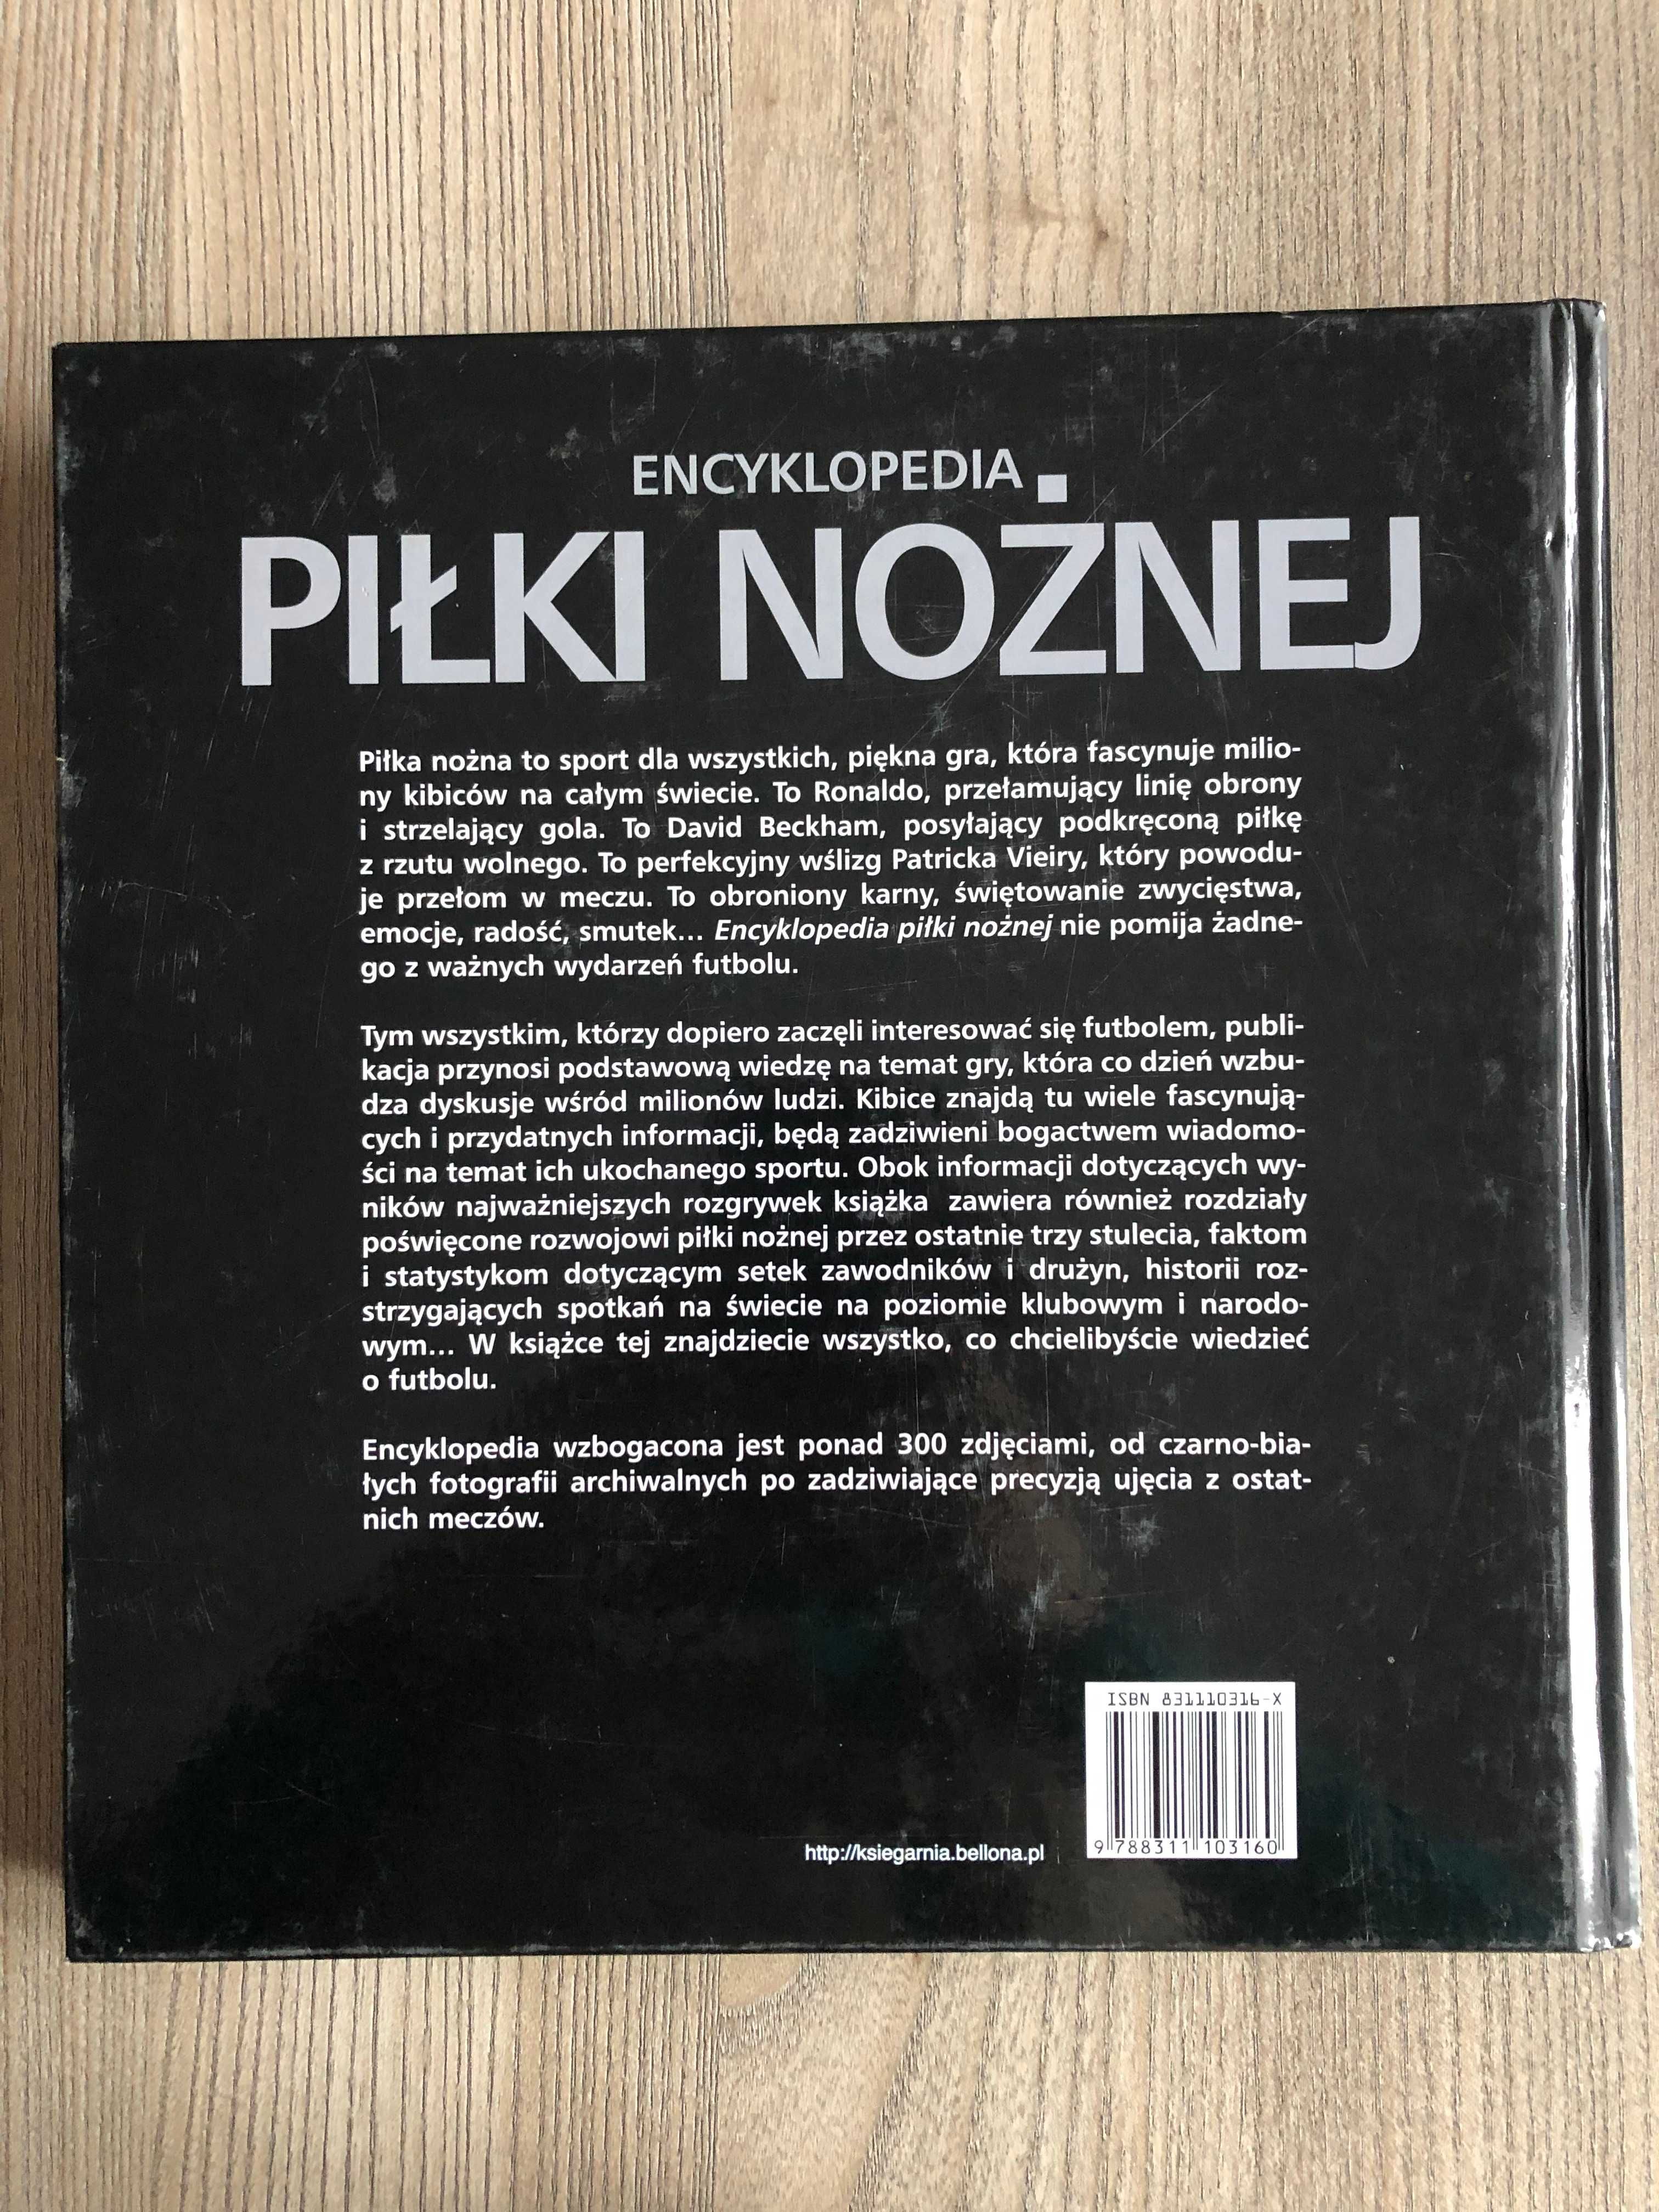 ENCYKLOPEDIA
PIŁKI NOŻNEJ
Piłka nożna to sport dla wszystkich, piękna gra, która fascynuje milio-
ny kibiców na całym świecie. To Ronaldo, przełamujący linię obrony
i strzelający gola. To David Beckham, posyłający podkręconą piłkę
z rzutu wolnego. To perfekcyjny wślizg Patricka Vieiry, który powodu-
je przełom w meczu. To obroniony karny, świętowanie zwycięstwa,
emocje, radość, smutek... Encyklopedia piłki nożnej nie pomija żadne-
go z ważnych wydarzeń futbolu.
Tym wszystkim, którzy dopiero zaczęli interesować się futbolem, publi-
kacja przynosi podstawową wiedzę na temat gry, która co dzień wzbu-
dza dyskusje wśród milionów ludzi. Kibice znajdą tu wiele fascynują-
cych i przydatnych informacji, będą zadziwieni bogactwem wiadomo-
ści na temat ich ukochanego sportu. Obok informacji dotyczących wy-
ników najważniejszych rozgrywek książka zawiera również rozdziały
poświęcone rozwojowi piłki nożnej przez ostatnie trzy stulecia, faktom
i statystykom dotyczącym setek zawodników i drużyn, historii roz-
strzygających spotkań na świecie na poziomie klubowym i narodo-
wym... W książce tej znajdziecie wszystko, co chcielibyście wiedzieć
o futbolu.
Encyklopedia wzbogacona jest ponad 300 zdjęciami, od czarno-bia-
łych fotografii archiwalnych po zadziwiające precyzją ujęcia z ostat-
nich meczów.
ISBN 831110316-X
9 788311 103160
http://ksiegarnia.bellona.pl